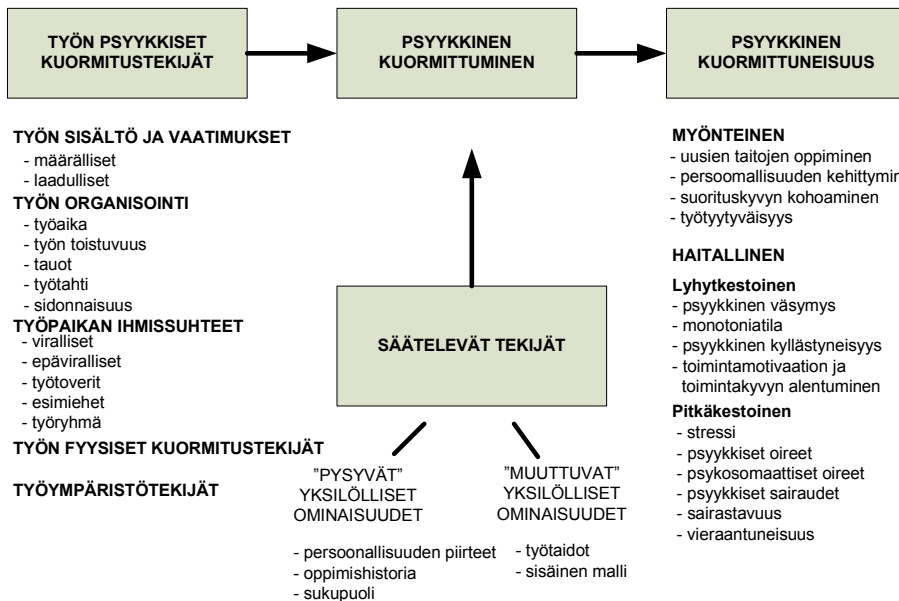 TYÖN PSYYKKISET
KUORMITUSTEKIJÄT
PSYYKKINEN
KUORMITTUMINEN
PSYYKKINEN
KUORMITTUNEISUUS
TYÖN SISÄLTÖ JA VAATIMUKSET
- määrälliset
- laadulliset
TYÖN ORGANISOINTI
- työaika
- työn toistuvuus
- tauot
- työtahti
- sidonnaisuus
TYÖPAIKAN IHMISSUHTEET
- viralliset
- epäviralliset
- työtoverit
- esimiehet
- työryhmä
TYÖN FYYSISET KUORMITUSTEKIJÄT
TYÖYMPÄRISTÖTEKIJÄT
SÄÄTELEVÄT TEKIJÄT
"PYSYVÄT"
YKSILÖLLISET
OMINAISUUDET
- persoonallisuuden piirteet
- oppimishistoria
- sukupuoli
"MUUTTUVAT"
YKSILÖLLISET
OMINAISUUDET
- työtaidot
- sisäinen malli
MYÖNTEINEN
- uusien taitojen oppiminen
- persoomallisuuden kehittymin
- suorituskyvyn kohoaminen
- työtyytyväisyys
HAITALLINEN
Lyhytkestoinen
- psyykkinen väsymys
- monotoniatila
- psyykkinen kyllästyneisyys
- toimintamotivaation ja
toimintakyvyn alentuminen
Pitkäkestoinen
- stressi
- psyykkiset oireet
- psykosomaattiset oireet
- psyykkiset sairaudet
- sairastavuus
- vieraantuneisuus